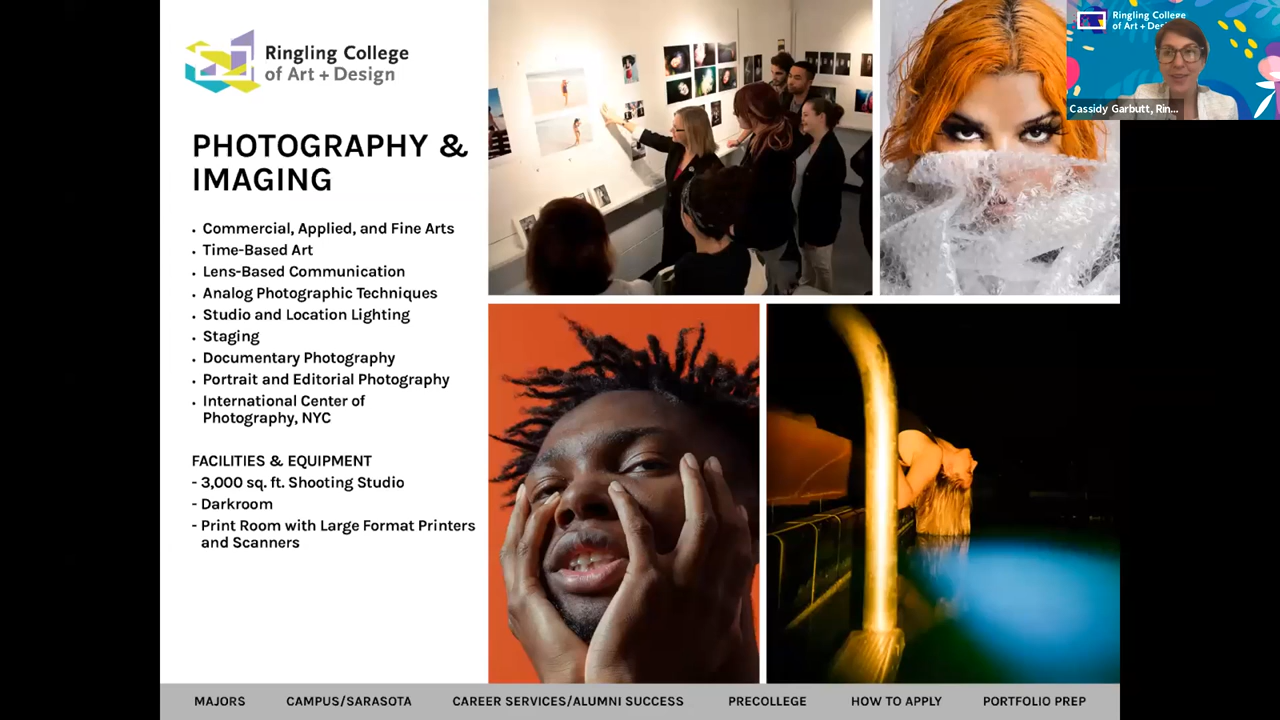 Ringling College
of Art + Design
PHOTOGRAPHY &
IMAGING
• Commercial, Applied, and Fine Arts
• Time-Based Art
• Lens-Based Communication
• Analog Photographic Techniques
• Studio and Location Lighting
• Staging
• Documentary Photography
• Portrait and Editorial Photography
• International Center of
Photography, NYC
FACILITIES & EQUIPMENT
- 3,000 sq. ft. Shooting Studio
- Darkroom
- Print Room with Large Format Printers
and Scanners
Ringling College
of Art + Desi
Cassidy Garbutt, Rin...
MAJORS CAMPUS/SARASOTA CAREER SERVICES/ALUMNI SUCCESS PRECOLLEGE HOW TO APPLY PORTFOLIO PREP